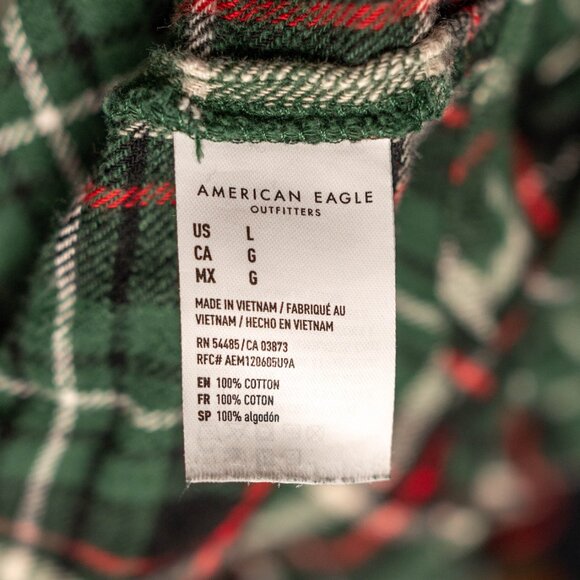 AMERICAN EAGLE
OUTFITTERS
US L
CA G
MX G
MADE IN VIETNAM / FABRIQUÉ AU
VIETNAM / HECHO EN VIETNAM
RN 54485/CA 03873
RFC# AEM120605U9A
EN 100% COTTON
FR 100% COTON
SP 100% algodón